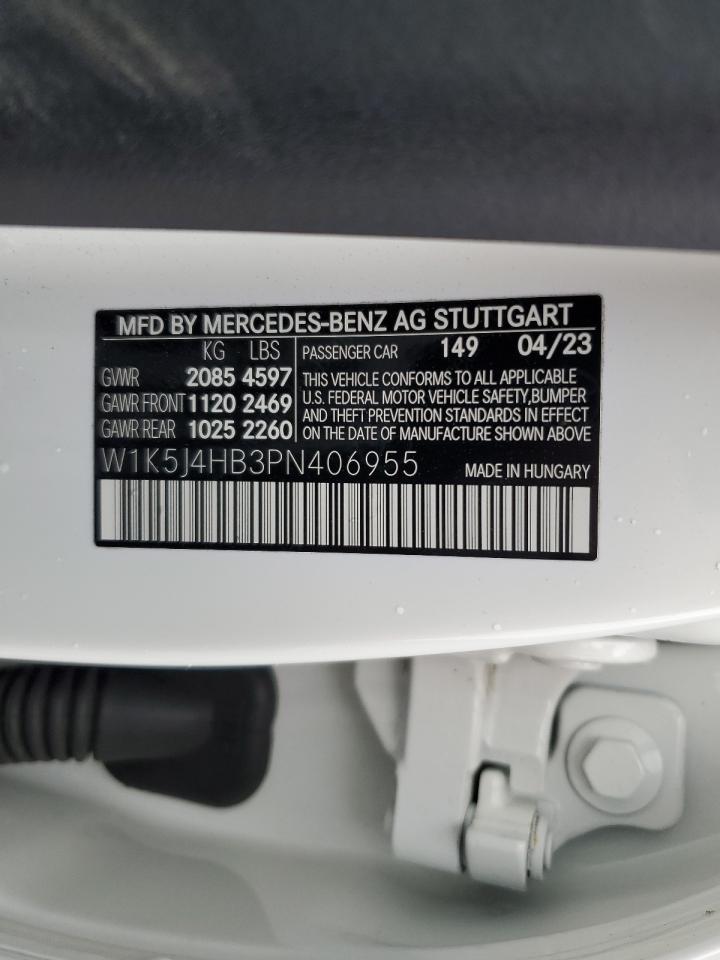 MFD BY MERCEDES-BENZ AG STUTTGART
KG LBS PASSENGER CAR 149 04/23
GVWR 2085 4597
GAWR FRONT 1120 2469
GAWR REAR 1025 2260
THIS VEHICLE CONFORMS TO ALL APPLICABLE
U.S. FEDERAL MOTOR VEHICLE SAFETY,BUMPER
AND THEFT PREVENTION STANDARDS IN EFFECT
ON DATE OF MANUFACTURE SHOWN ABOVE
W1K5J4HB3PN406955 MADE IN HUNGARY